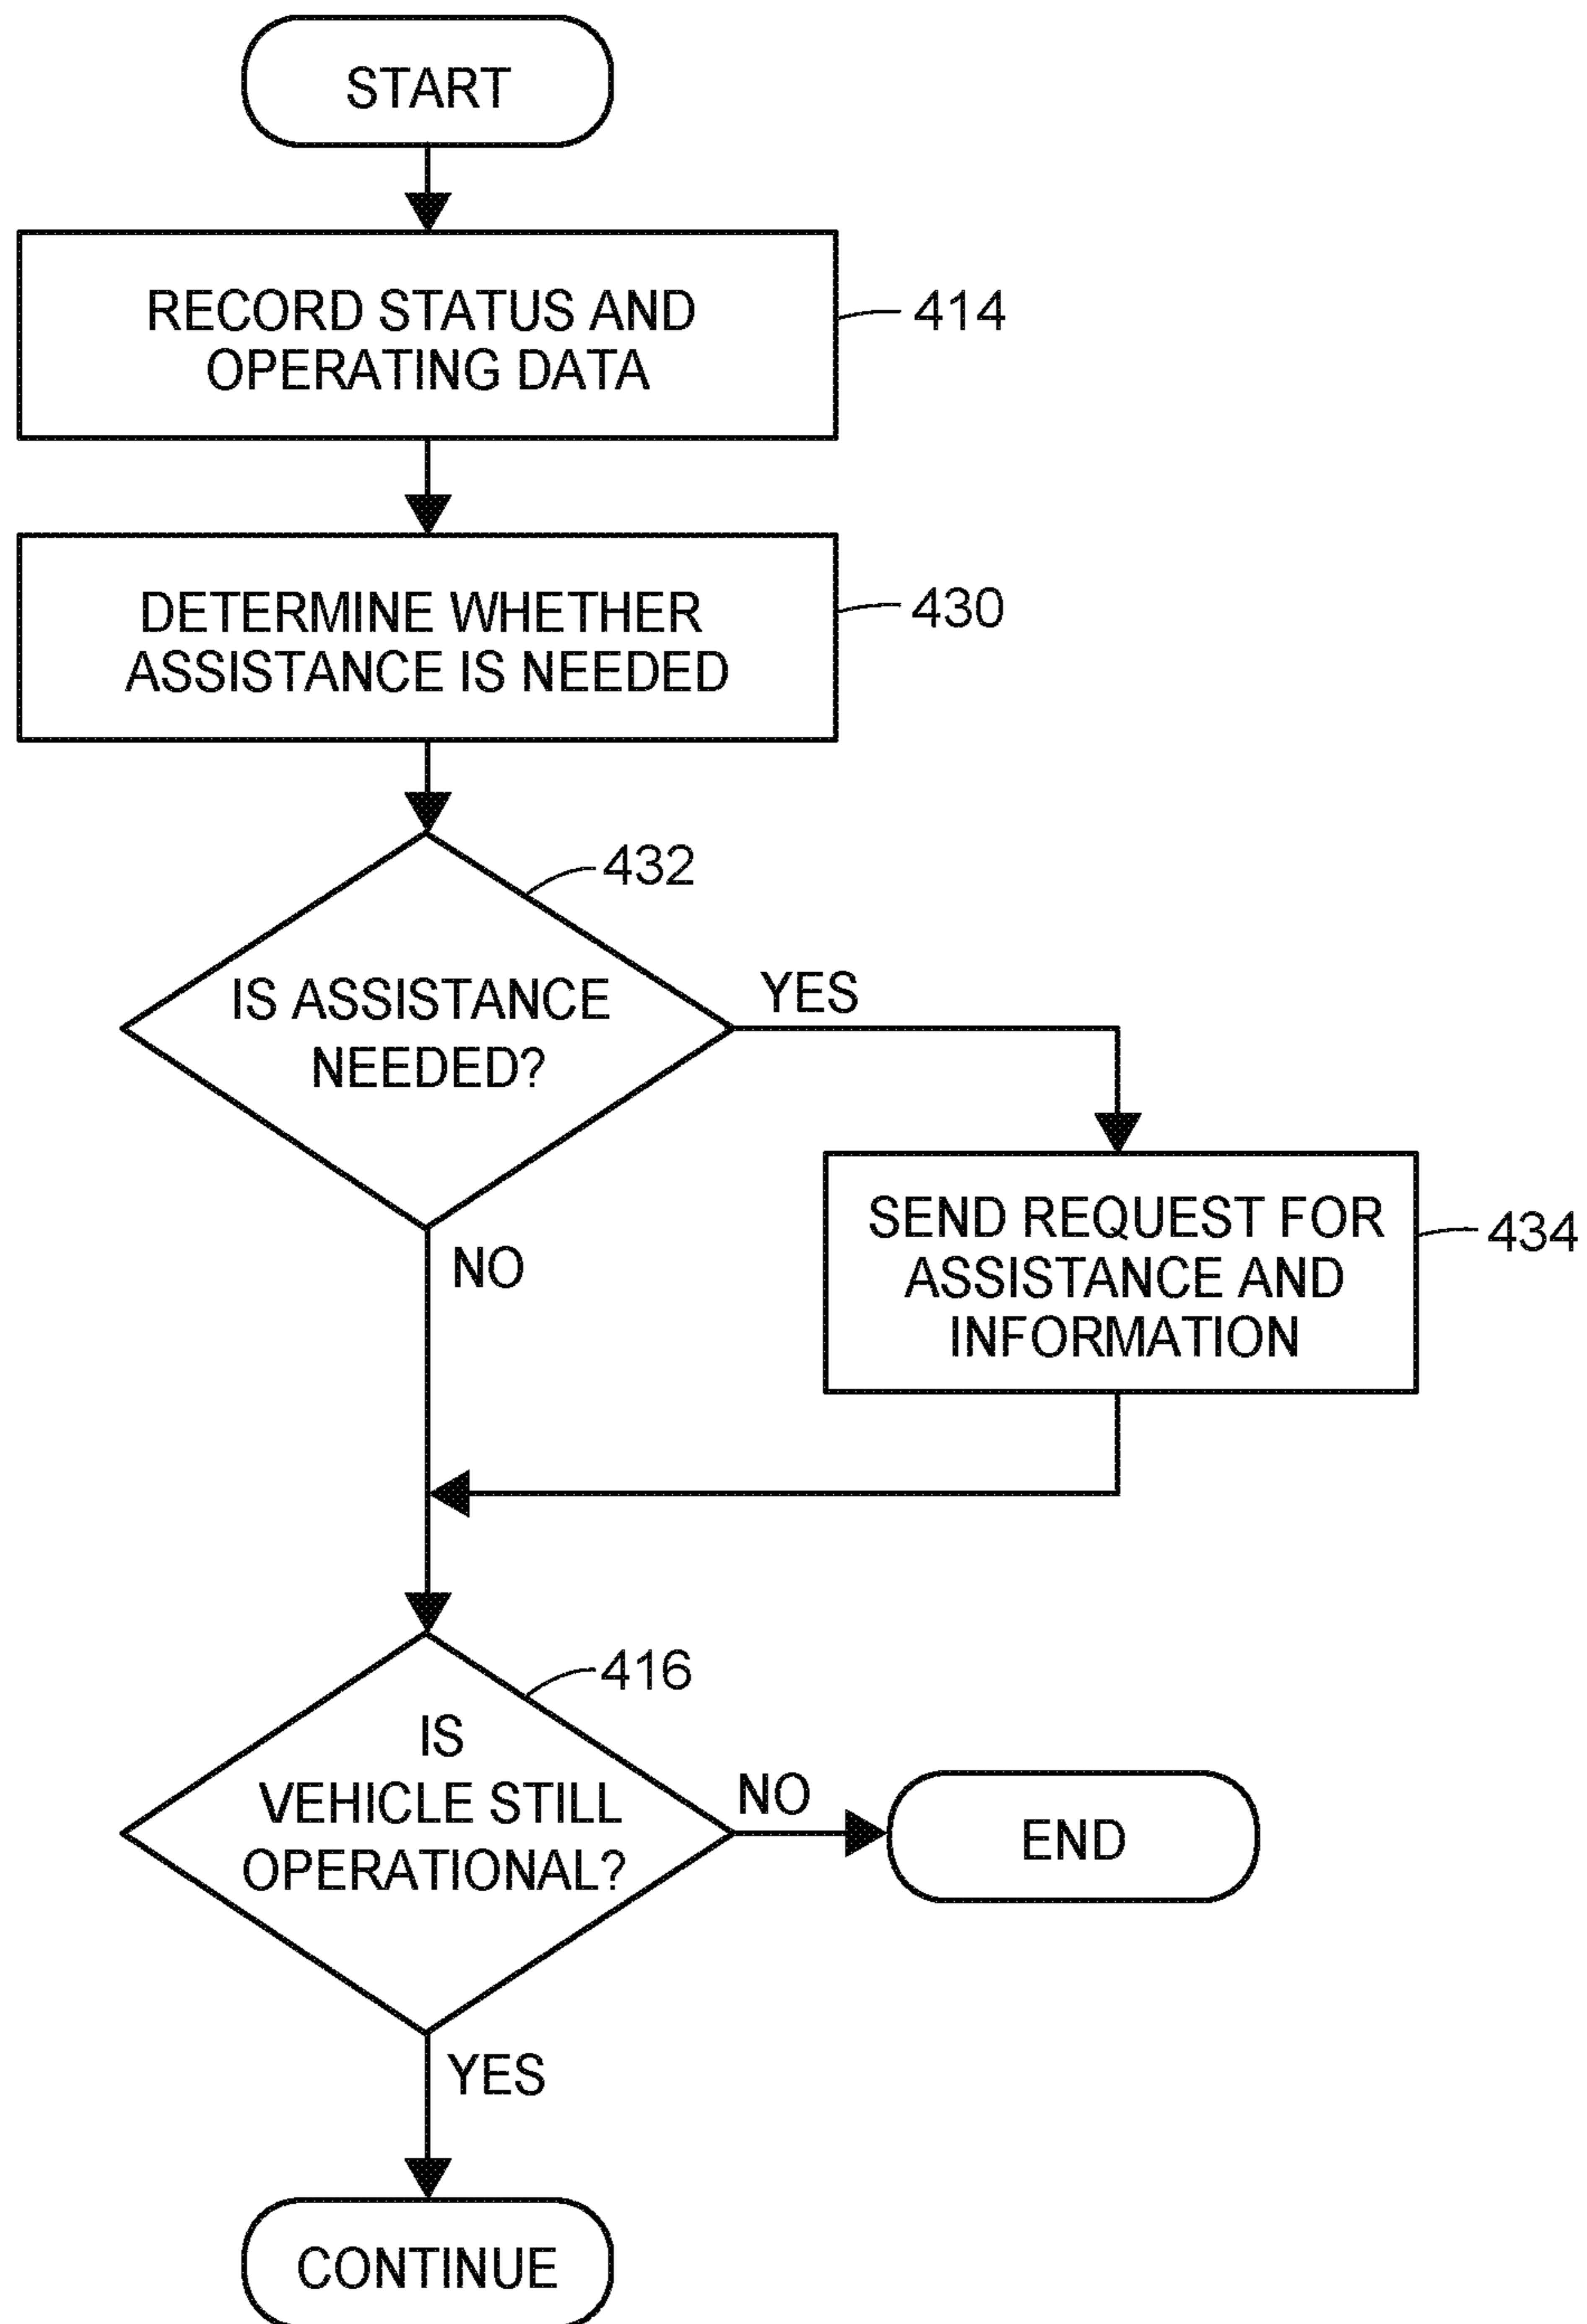 START
RECORD STATUS AND
OPERATING DATA
414
DETERMINE WHETHER
ASSISTANCE IS NEEDED
430
432
IS ASSISTANCE
NEEDED?
YES
NO
SEND REQUEST FOR
ASSISTANCE AND
INFORMATION
434
416
IS
VEHICLE STILL
OPERATIONAL?
NO
END
YES
CONTINUE